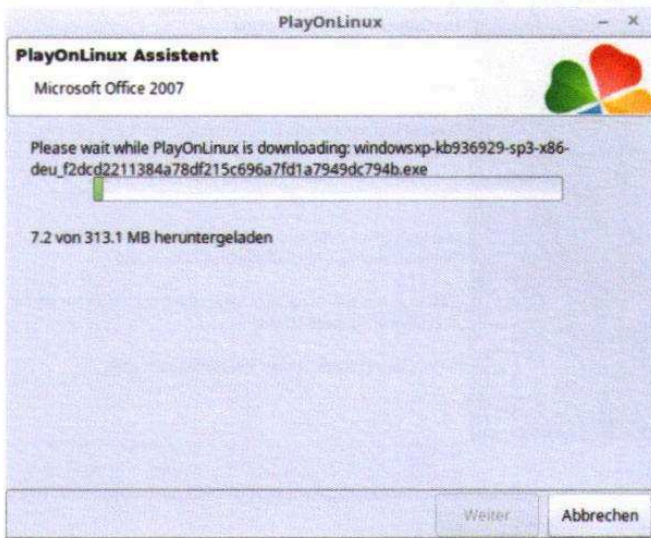 PlayOnLinux
PlayOnLinux Assistent
Microsoft Office 2007
Please wait while PlayOnLinux is downloading: windowsxp-kb936929-sp3-x86-
deu_f2dcd2211384a78df215c696a7fd1a7949dc794b.exe
7.2 von 313.1 MB heruntergeladen
Weiter
Abbrechen